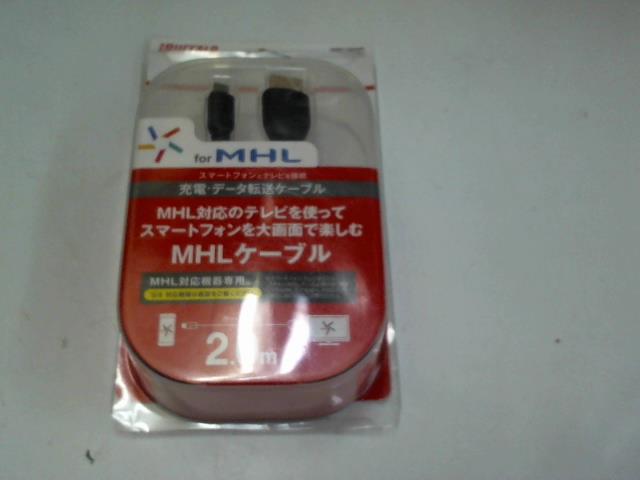 BUFFALO
for MHL
スマートフォンとテレビを接続
充電・データ転送ケーブル
MHL対応のテレビを使って
スマートフォンを大画面で楽しむ
MHLケーブル
MHL対応機器専用。
2.0m